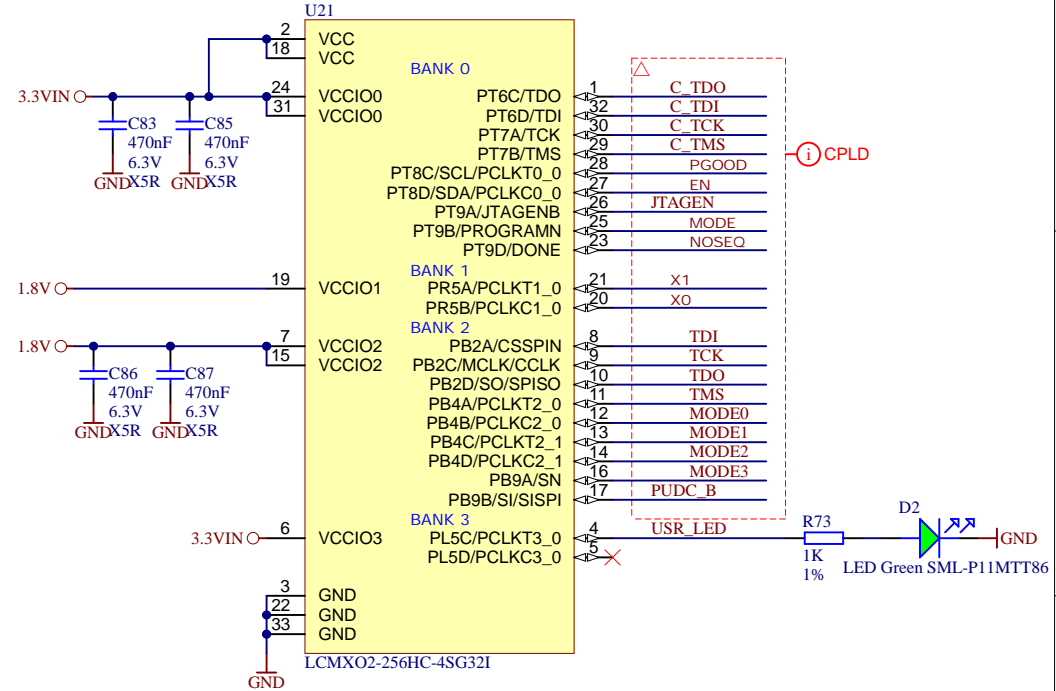 U21
2 VCC
18 VCC
BANK 0
3.3VIN 24 VCCIO0 PT6C/TDO 1 C_TDO
31 VCCIO0 PT6D/TDI 32 C_TDI
PT7A/TCK 30 C_TCK
PT7B/TMS 29 C_TMS
PT8C/SCL/PCLKT0_0 28 PGOOD
PT8D/SDA/PCLKC0_0 27 EN
PT9A/JTAGENB 26 JTAGEN
PT9B/PROGRAMN 25 MODE
PT9D/DONE 23 NOSEQ
i CPLD
C83
470nF
6.3V
X5R
GND
C85
470nF
6.3V
X5R
GND
BANK 1
1.8V 19 VCCIO1 PR5A/PCLKT1_0 21 X1
PR5B/PCLKC1_0 20 X0
BANK 2
1.8V 7 VCCIO2 PB2A/CSSPIN 8 TDI
15 VCCIO2 PB2C/MCLK/CCLK 9 TCK
PB2D/SO/SPISO 10 TDO
PB4A/PCLKT2_0 11 TMS
PB4B/PCLKC2_0 12 MODE0
PB4C/PCLKT2_1 13 MODE1
PB4D/PCLKC2_1 14 MODE2
PB9A/SN 16 MODE3
PB9B/SI/SISPI 17 PUDC_B
C86
470nF
6.3V
X5R
GND
C87
470nF
6.3V
X5R
GND
BANK 3
3.3VIN 6 VCCIO3 PL5C/PCLKT3_0 4 USR_LED
PL5D/PCLKC3_0 5
R73
1K
1%
D2
GND
LED Green SML-P11MTT86
3 GND
22 GND
33 GND
GND
LCMXO2-256HC-4SG32I